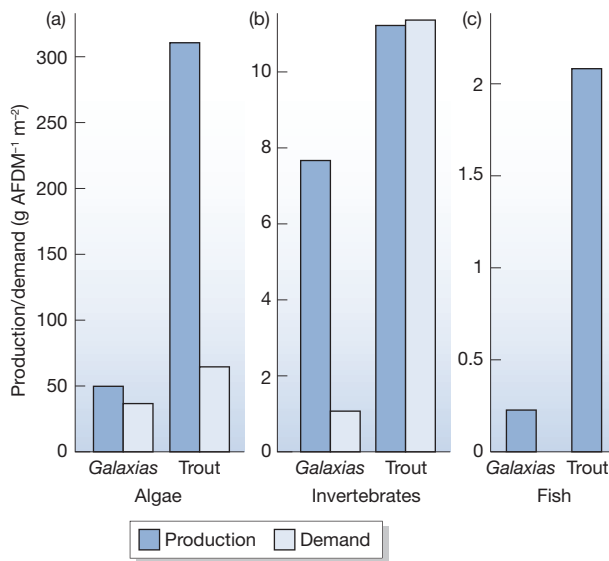 (a)
(b)
(c)
Production/demand (g AFDM⁻¹ m⁻²)
300
250
200
150
100
50
0
10
8
6
4
2
0
2
1.5
1
0.5
0
Galaxias Trout
Galaxias Trout
Galaxias Trout
Algae
Invertebrates
Fish
Production Demand